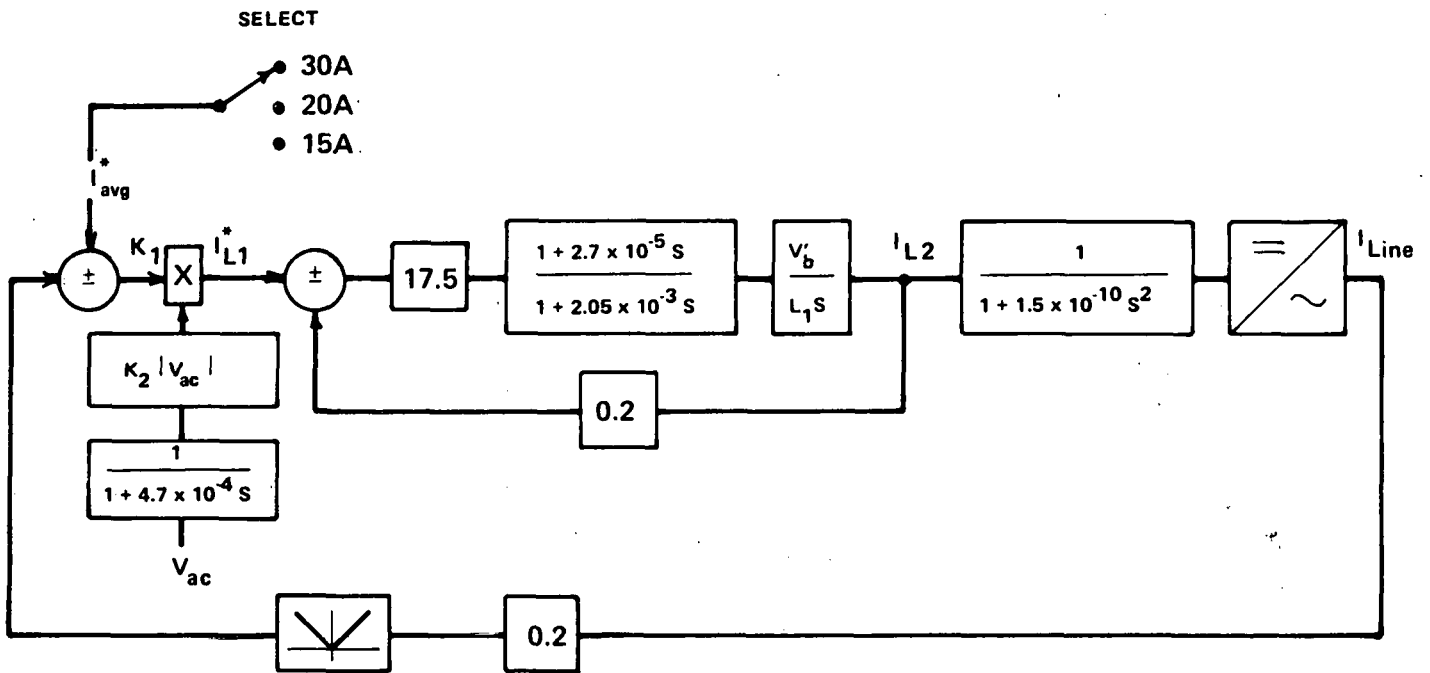 SELECT
30A
20A
15A
I*avg
±
K1
X
I*L1
±
17.5
1 + 2.7 x 10^-5 S
1 + 2.05 x 10^-3 S
V'b
L1S
IL2
1
1 + 1.5 x 10^-10 S^2
=
~
ILine
K2 |Vac|
0.2
1
1 + 4.7 x 10^-4 S
Vac
0.2